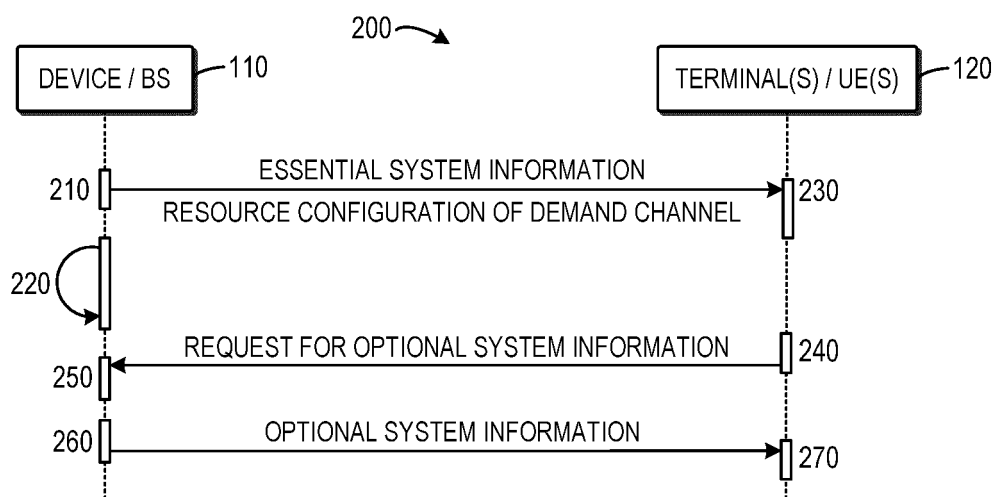 200
DEVICE / BS
110
TERMINAL(S) / UE(S)
120
ESSENTIAL SYSTEM INFORMATION
210
230
RESOURCE CONFIGURATION OF DEMAND CHANNEL
220
REQUEST FOR OPTIONAL SYSTEM INFORMATION
240
250
OPTIONAL SYSTEM INFORMATION
260
270